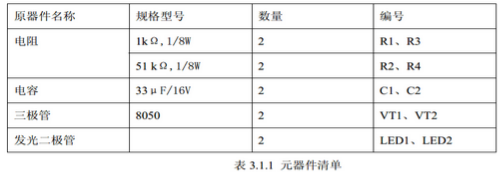 原器件名称 规格型号 数量 编号
电阻 1kΩ,1/8W 2 R1、R3
51 kΩ,1/8W 2 R2、R4
电容 33μF/16V 2 C1、C2
三极管 8050 2 VT1、VT2
发光二极管 2 LED1、LED2
表 3.1.1 元器件清单